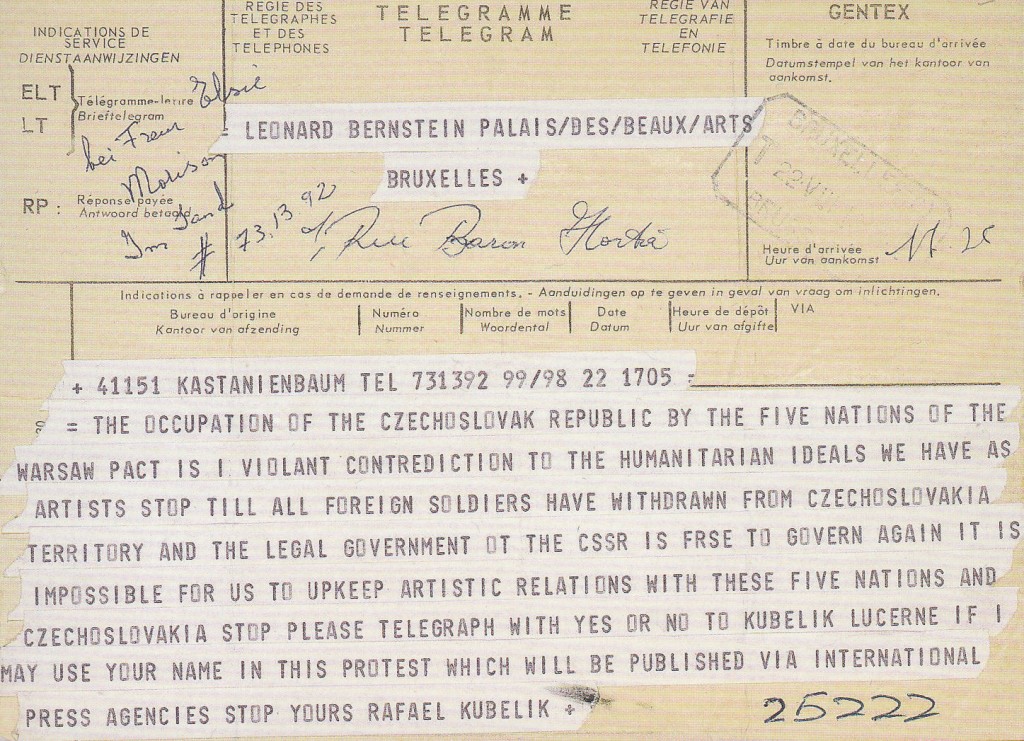 INDICATIONS DE
SERVICE
DIENSTAANWIJZINGEN
ELT
LT
Télégramme-lettre
Brieftelegram
RP :
Réponse payée
Antwoord betaald
Elsie
bei Frau
Morison
Im Sand
#
REGIE DES
TELEGRAPHES
ET DES
TELEPHONES
TELEGRAMME
TELEGRAM
REGIE VAN
TELEGRAFIE
EN
TELEFONIE
GENTEX
Timbre à date du bureau d'arrivée
Datumstempel van het kantoor van
aankomst.
= LEONARD BERNSTEIN PALAIS/DES/BEAUX/ARTS
BRUXELLES +
73.13 92
Rue Baron Horta
T 22.VI
Heure d'arrivée
Uur van aankomst
Indications à rappeler en cas de demande de renseignements. - Aanduidingen op te geven in geval van vraag om inlichtingen.
Bureau d'origine
Kantoor van afzending
Numéro
Nummer
Nombre de mots
Woordental
Date
Datum
Heure de dépôt
Uur van afgifte
VIA
+ 41151 KASTANIENBAUM TEL 731392 99/98 22 1705 =
= THE OCCUPATION OF THE CZECHOSLOVAK REPUBLIC BY THE FIVE NATIONS OF THE
WARSAW PACT IS I VIOLANT CONTREDICTION TO THE HUMANITARIAN IDEALS WE HAVE AS
ARTISTS STOP TILL ALL FOREIGN SOLDIERS HAVE WITHDRAWN FROM CZECHOSLOVAKIA
TERRITORY AND THE LEGAL GOVERNMENT OT THE CSSR IS FRSE TO GOVERN AGAIN IT IS
IMPOSSIBLE FOR US TO UPKEEP ARTISTIC RELATIONS WITH THESE FIVE NATIONS AND
CZECHOSLOVAKIA STOP PLEASE TELEGRAPH WITH YES OR NO TO KUBELIK LUCERNE IF I
MAY USE YOUR NAME IN THIS PROTEST WHICH WILL BE PUBLISHED VIA INTERNATIONAL
PRESS AGENCIES STOP YOURS RAFAEL KUBELIK +
25222